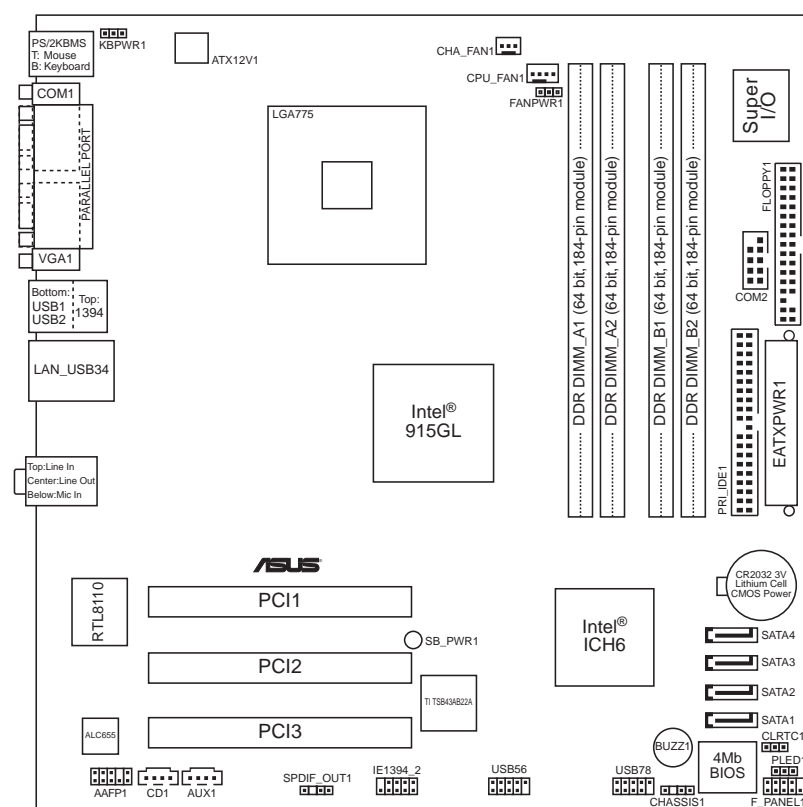 PS/2KBMS
T: Mouse
B: Keyboard
KBPWR1
ATX12V1
CHA_FAN1
CPU_FAN1
FANPWR1
COM1
PARALLEL PORT
VGA1
LGA775
Super
I/O
FLOPPY1
DDR DIMM_A1 (64 bit,184-pin module)
DDR DIMM_A2 (64 bit,184-pin module)
DDR DIMM_B1 (64 bit,184-pin module)
DDR DIMM_B2 (64 bit,184-pin module)
COM2
Bottom:
USB1
USB2
Top:
1394
LAN_USB34
Intel®
915GL
PRI_IDE1
EATXPWR1
Top:Line In
Center:Line Out
Below:Mic In
ASUS
CR2032 3V
Lithium Cell
CMOS Power
RTL8110
PCI1
SB_PWR1
Intel®
ICH6
SATA4
SATA3
PCI2
TI TSB43AB22A
SATA2
SATA1
ALC655
PCI3
BUZZ1
4Mb
BIOS
CLRTC1
PLED1
AAFP1
CD1
AUX1
SPDIF_OUT1
IE1394_2
USB56
USB78
CHASSIS1
F_PANEL1